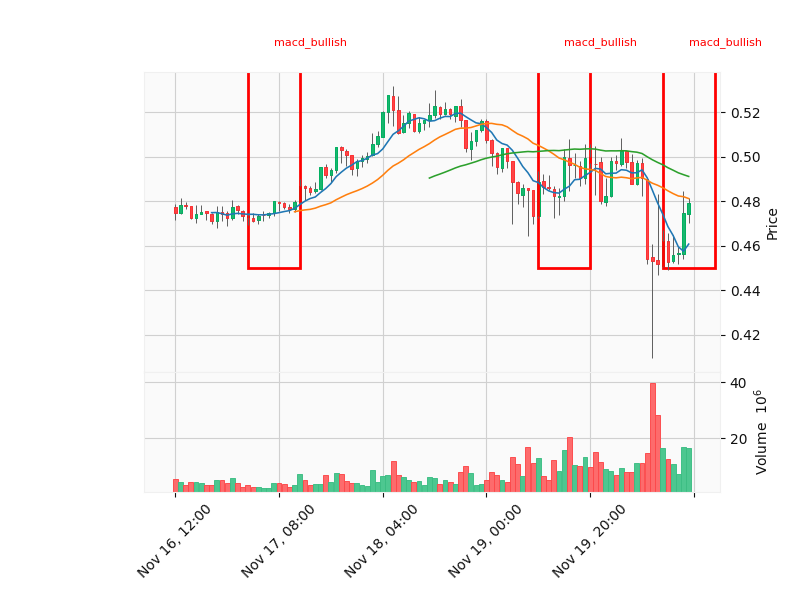 macd_bullish macd_bullish macd_bullish
0.52
0.50
0.48
0.46
0.44
0.42
Price
40
20
Volume 10^6
Nov 16, 12:00
Nov 17, 08:00
Nov 18, 04:00
Nov 19, 00:00
Nov 19, 20:00